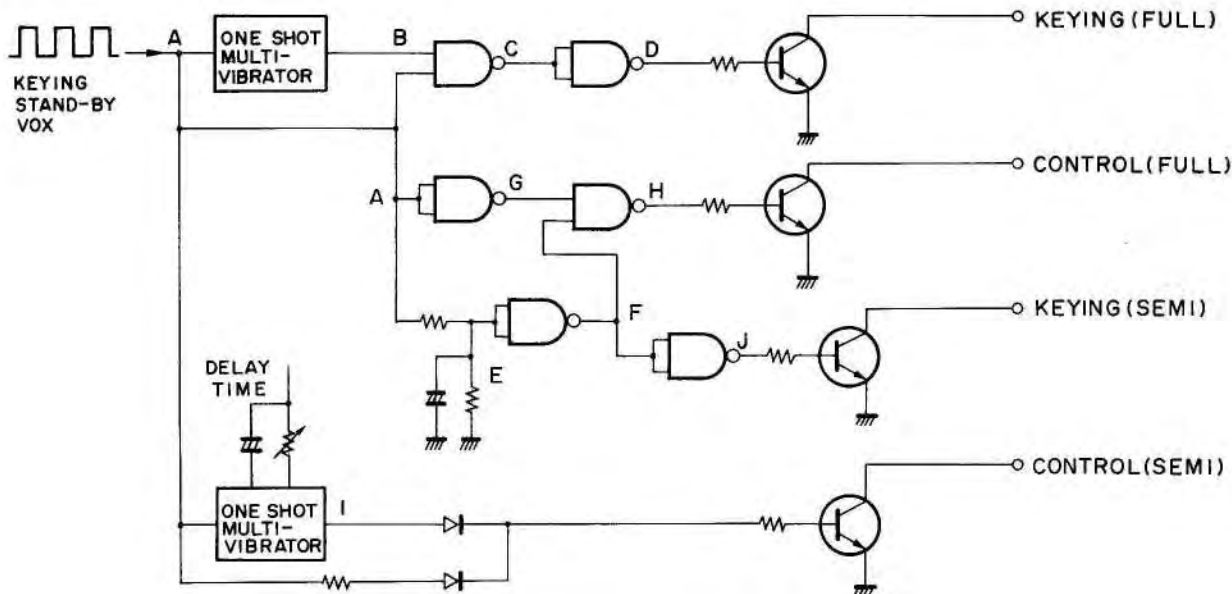 KEYING (FULL)
A
ONE SHOT
MULTI-
VIBRATOR
B
C
D
KEYING
STAND-BY
VOX
CONTROL (FULL)
A
G
H
KEYING (SEMI)
F
J
DELAY
TIME
E
CONTROL (SEMI)
ONE SHOT
MULTI-
VIBRATOR
I